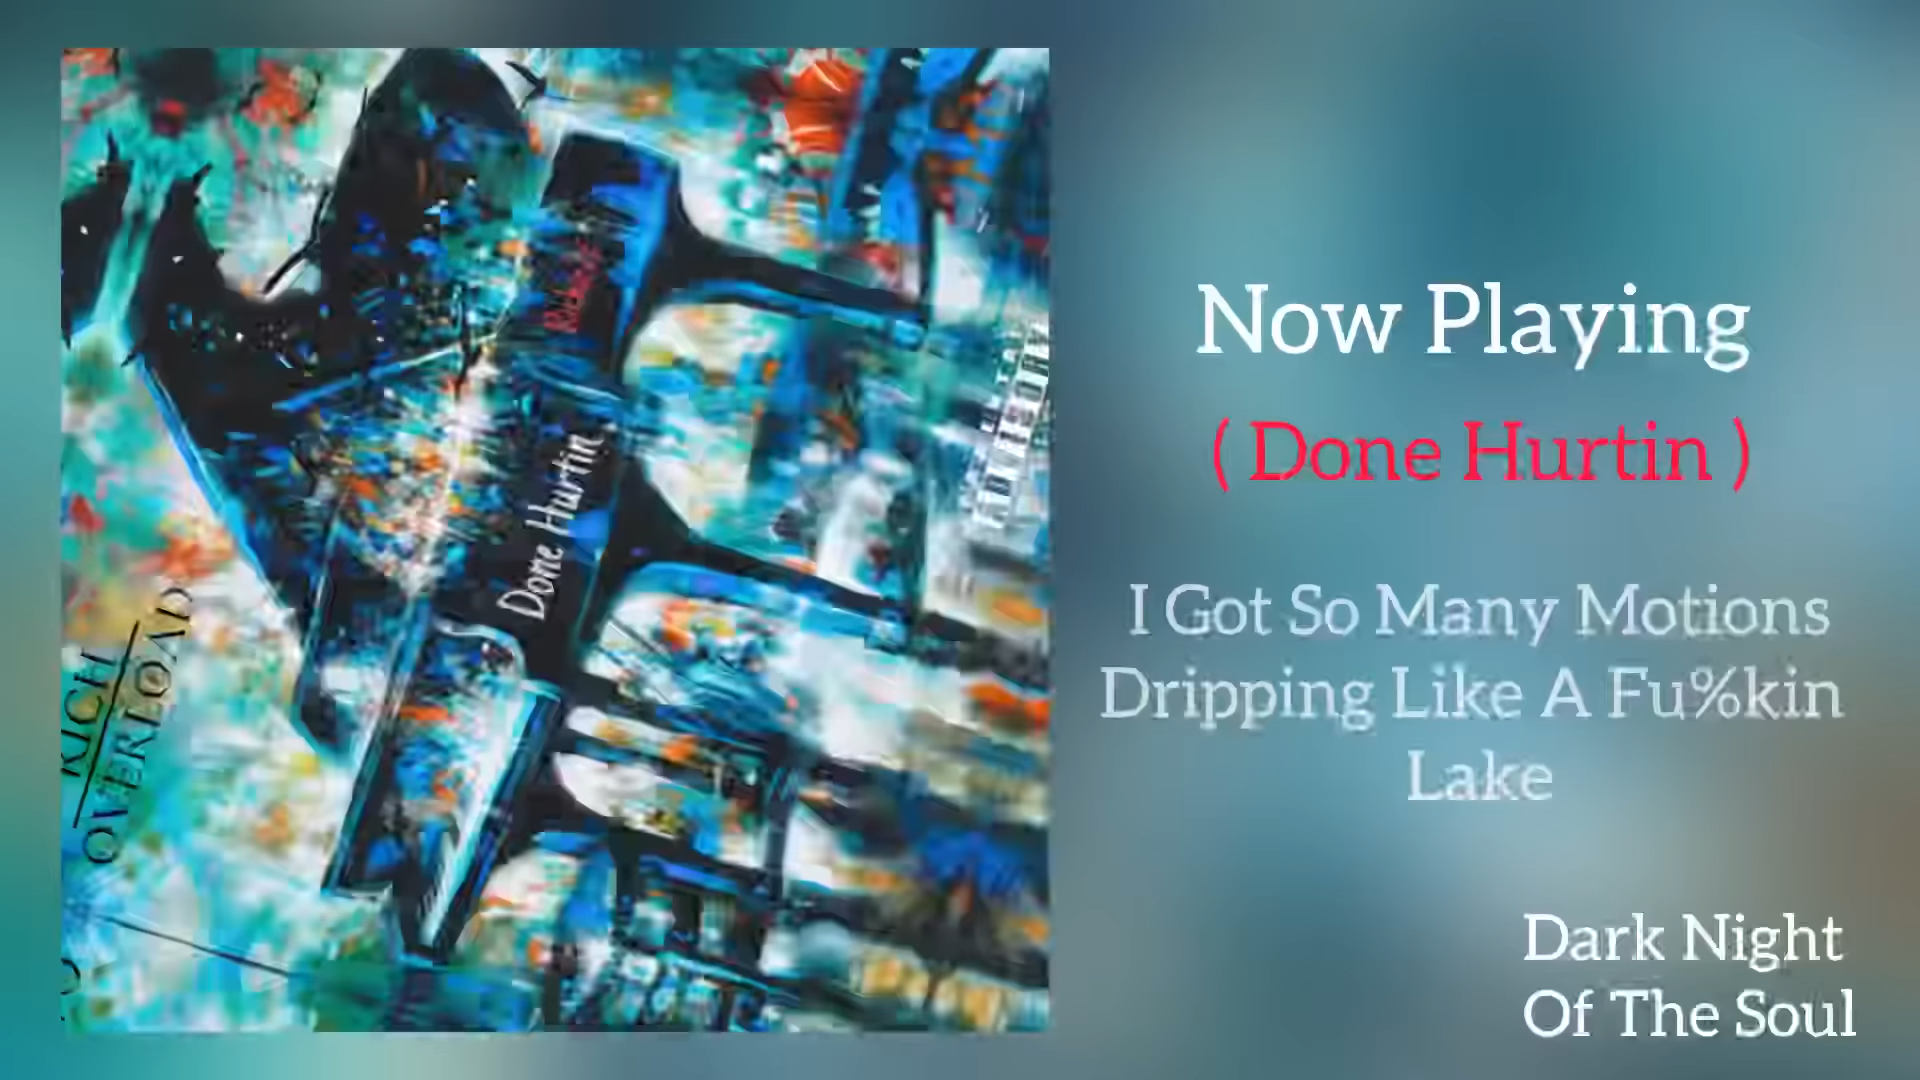 Done Hurtin
RICH
OVERLOAD
Now Playing
( Done Hurtin )
I Got So Many Motions
Dripping Like A Fu%kin
Lake
Dark Night
Of The Soul